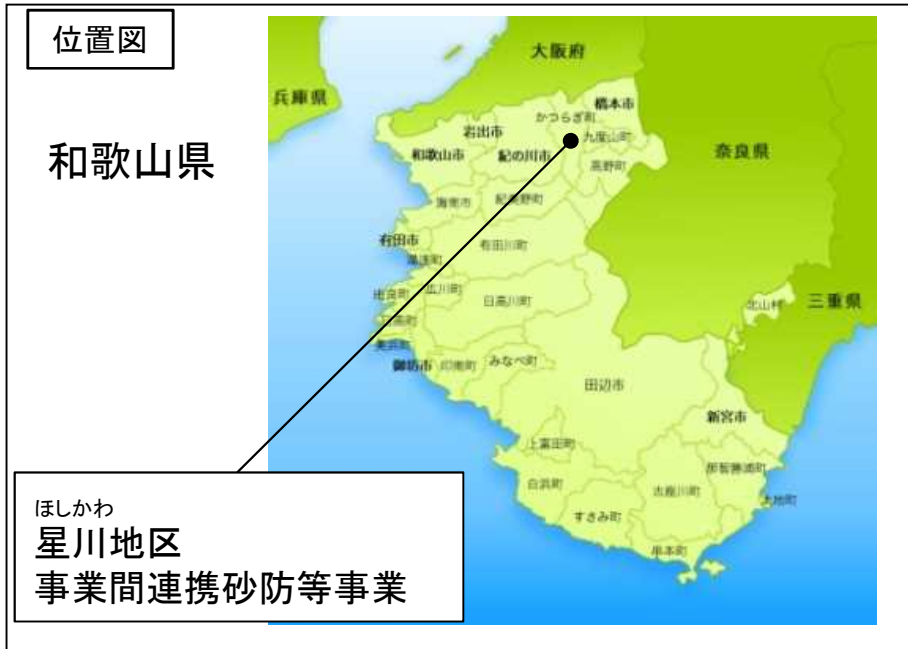 位置図
和歌山県
大阪府
兵庫県
橋本市
かつらぎ町
岩出市
九度山町
和歌山市
紀の川市
奈良県
高野町
海南市
紀美野町
有田市
有田川町
湯浅町
広川町
由良町
日高川町
北山村
三重県
日高町
美浜町
御坊市
印南町
みなべ町
田辺市
新宮市
上富田町
那智勝浦町
白浜町
古座川町
太地町
すさみ町
串本町
ほしかわ
星川地区
事業間連携砂防等事業